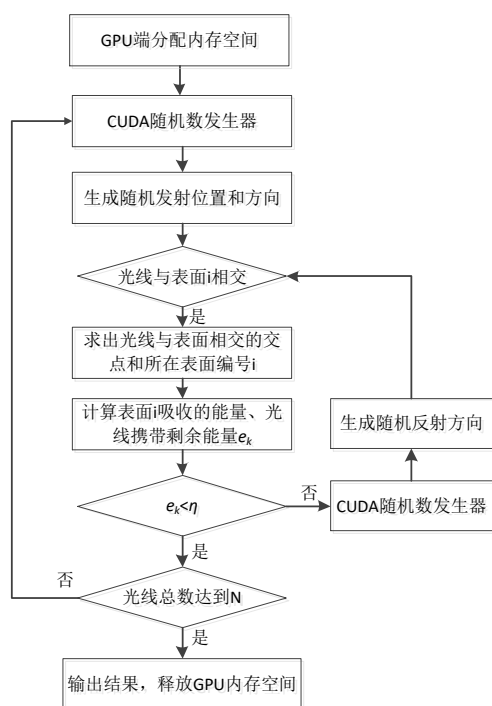 GPU端分配内存空间
CUDA随机数发生器
生成随机发射位置和方向
光线与表面i相交
是
求出光线与表面相交的交
点和所在表面编号i
计算表面i吸收的能量、光
线携带剩余能量eₖ
生成随机反射方向
eₖ<η
否
CUDA随机数发生器
是
否
光线总数达到N
是
输出结果，释放GPU内存空间